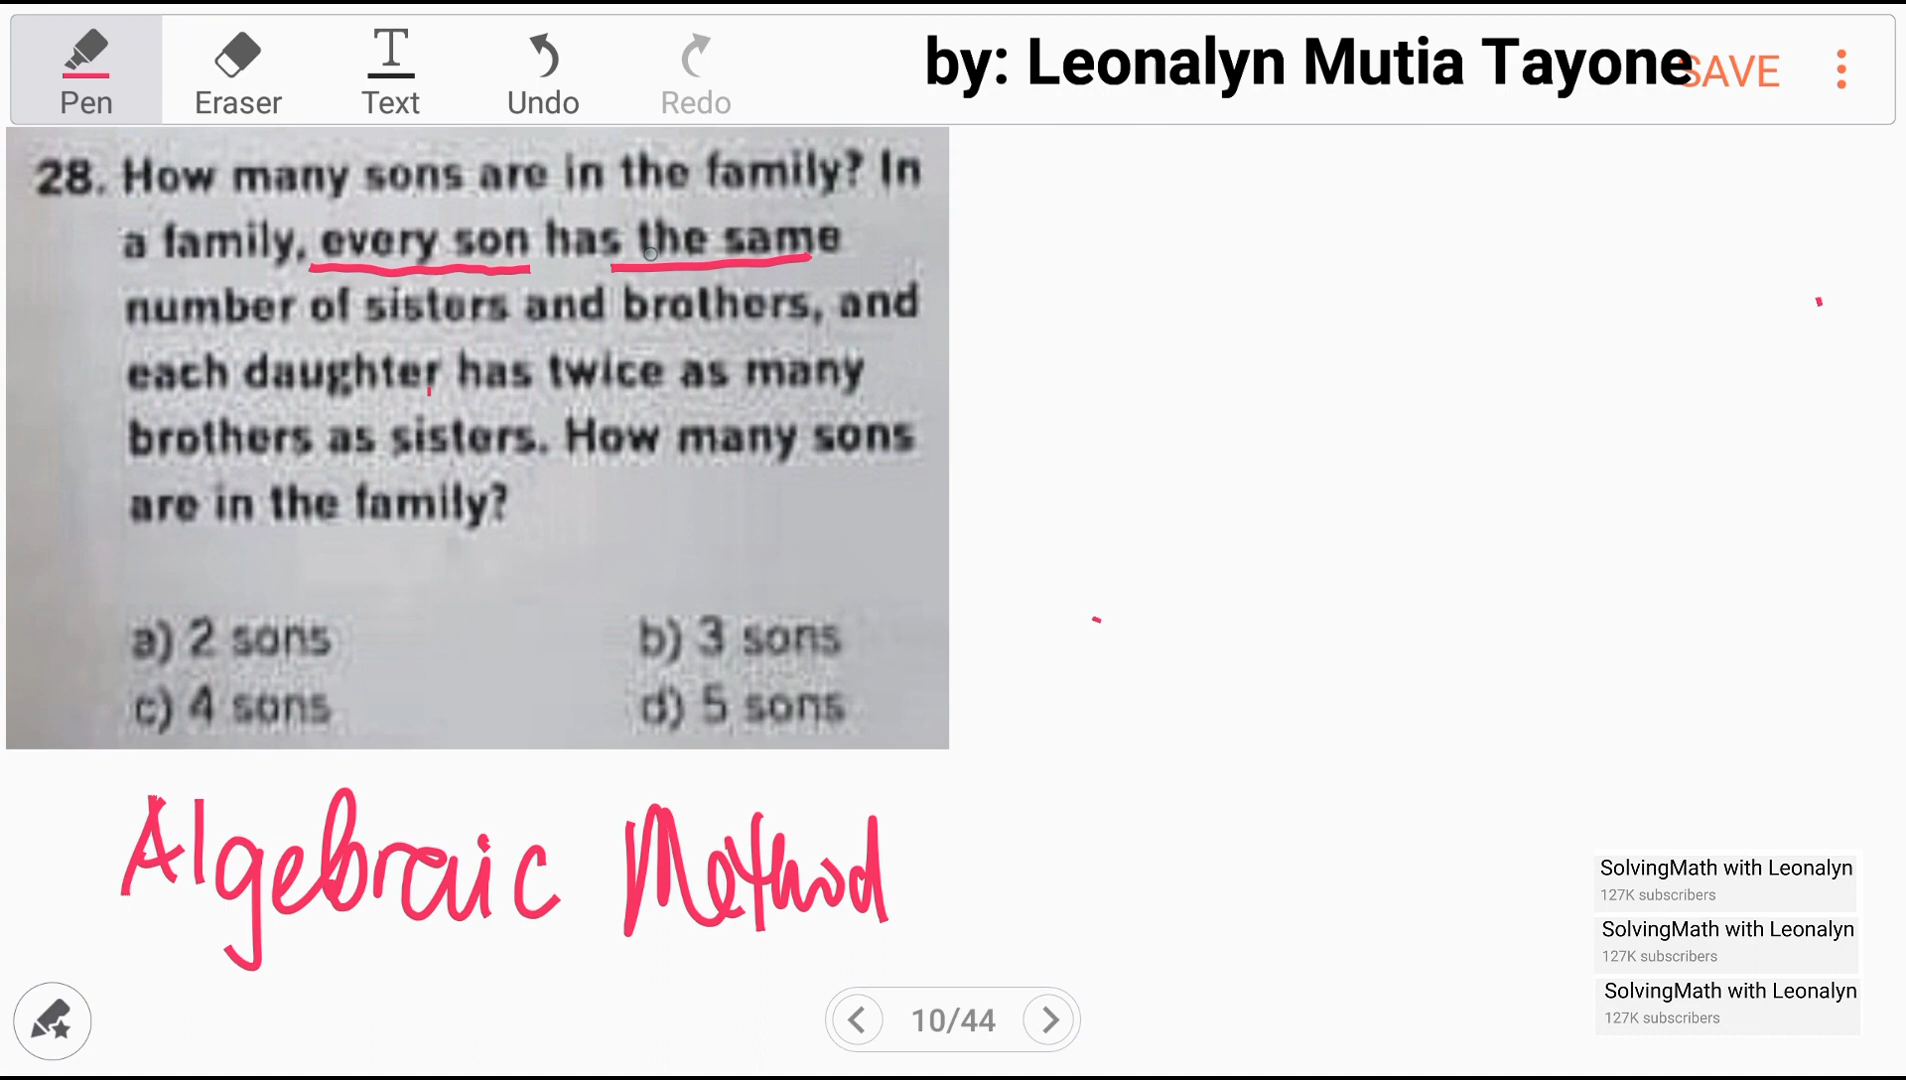 Pen
Eraser
Text
Undo
Redo
by: Leonalyn Mutia Tayone
SAVE
28. How many sons are in the family? In
a family, every son has the same
number of sisters and brothers, and
each daughter has twice as many
brothers as sisters. How many sons
are in the family?
a) 2 sons
b) 3 sons
c) 4 sons
d) 5 sons
Algebraic Method
SolvingMath with Leonalyn
127K subscribers
SolvingMath with Leonalyn
127K subscribers
SolvingMath with Leonalyn
127K subscribers
10/44